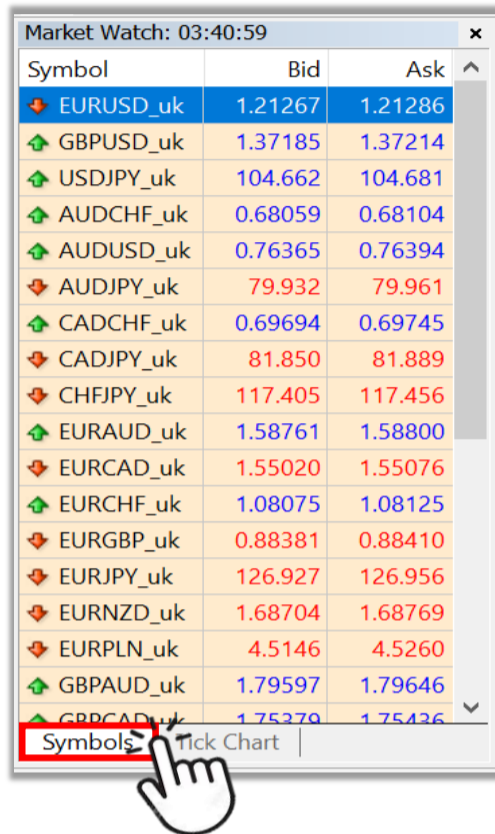 Market Watch: 03:40:59
Symbol Bid Ask
EURUSD_uk 1.21267 1.21286
GBPUSD_uk 1.37185 1.37214
USDJPY_uk 104.662 104.681
AUDCHF_uk 0.68059 0.68104
AUDUSD_uk 0.76365 0.76394
AUDJPY_uk 79.932 79.961
CADCHF_uk 0.69694 0.69745
CADJPY_uk 81.850 81.889
CHFJPY_uk 117.405 117.456
EURAUD_uk 1.58761 1.58800
EURCAD_uk 1.55020 1.55076
EURCHF_uk 1.08075 1.08125
EURGBP_uk 0.88381 0.88410
EURJPY_uk 126.927 126.956
EURNZD_uk 1.68704 1.68769
EURPLN_uk 4.5146 4.5260
GBPAUD_uk 1.79597 1.79646
GBPCAD_uk 1.75379 1.75436
Symbols Tick Chart